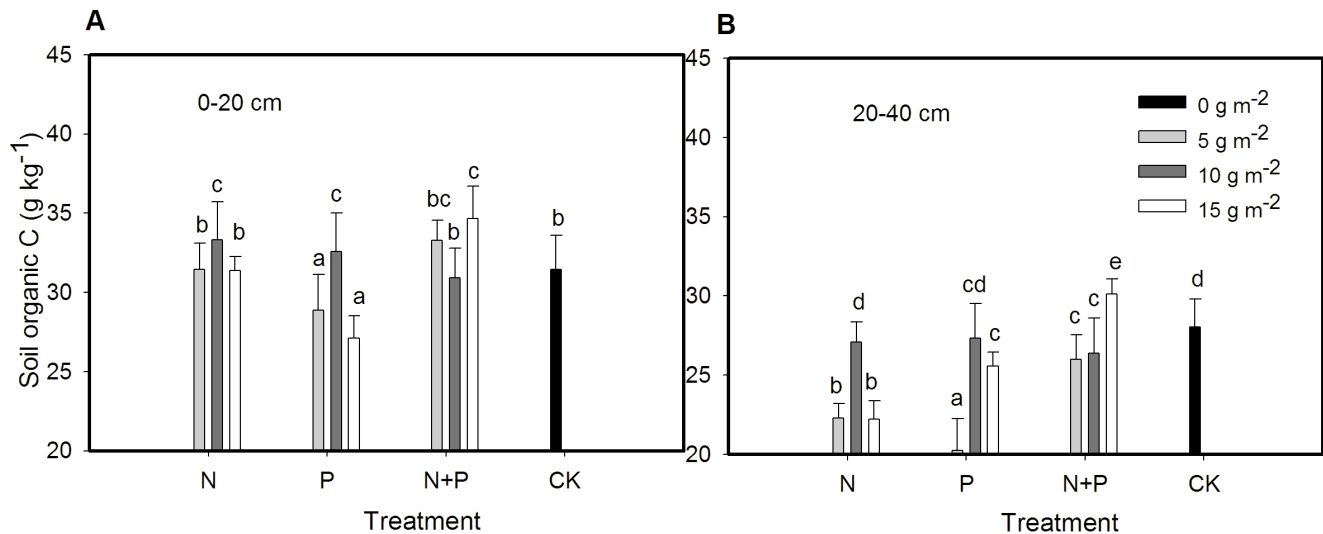 A
45
40
35
30
25
20
Soil organic C (g kg⁻¹)
0-20 cm
b
c
b
a
c
a
bc
b
c
b
N
P
N+P
CK
Treatment
B
45
40
35
30
25
20
20-40 cm
0 g m⁻²
5 g m⁻²
10 g m⁻²
15 g m⁻²
b
d
b
a
cd
c
c
c
e
d
N
P
N+P
CK
Treatment